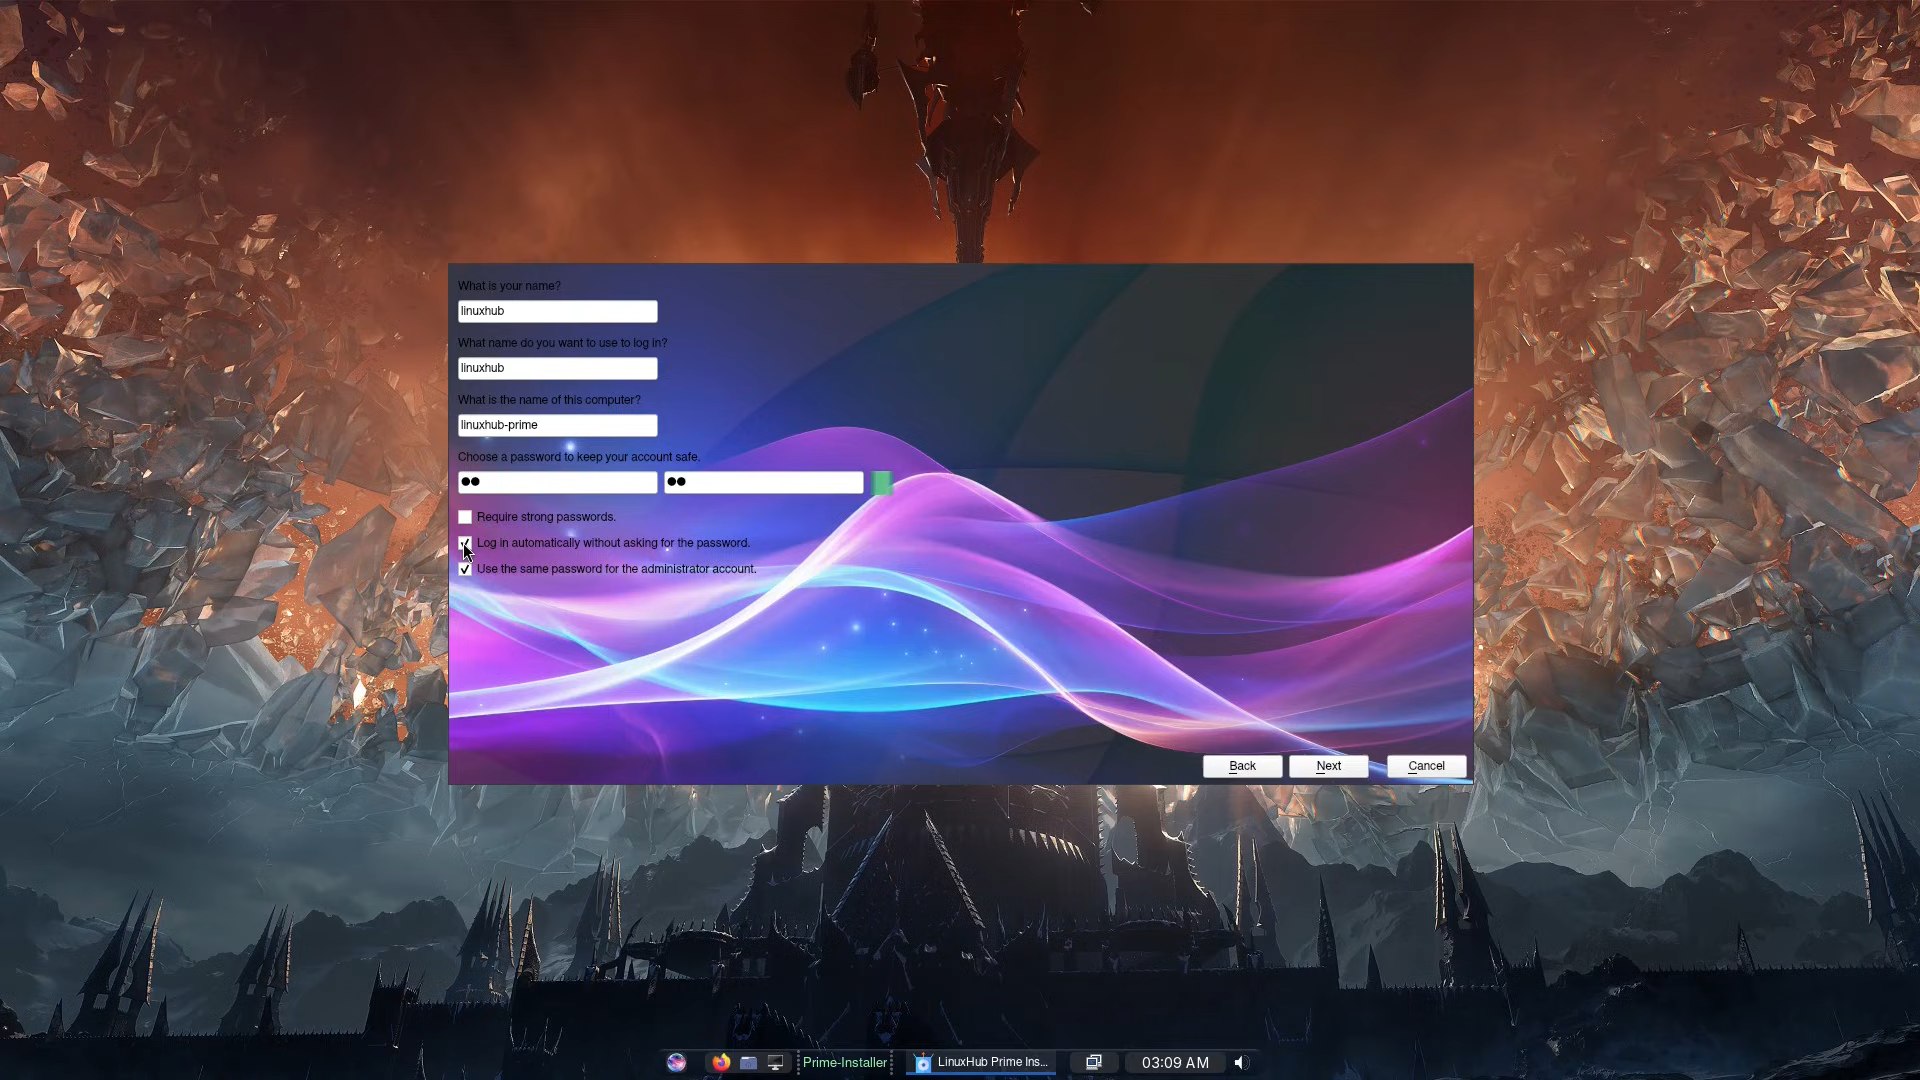 What is your name?
linuxhub
What name do you want to use to log in?
linuxhub
What is the name of this computer?
linuxhub-prime
Choose a password to keep your account safe.
Require strong passwords.
Log in automatically without asking for the password.
Use the same password for the administrator account.
Back
Next
Cancel
Prime-Installer
LinuxHub Prime Ins...
03:09 AM